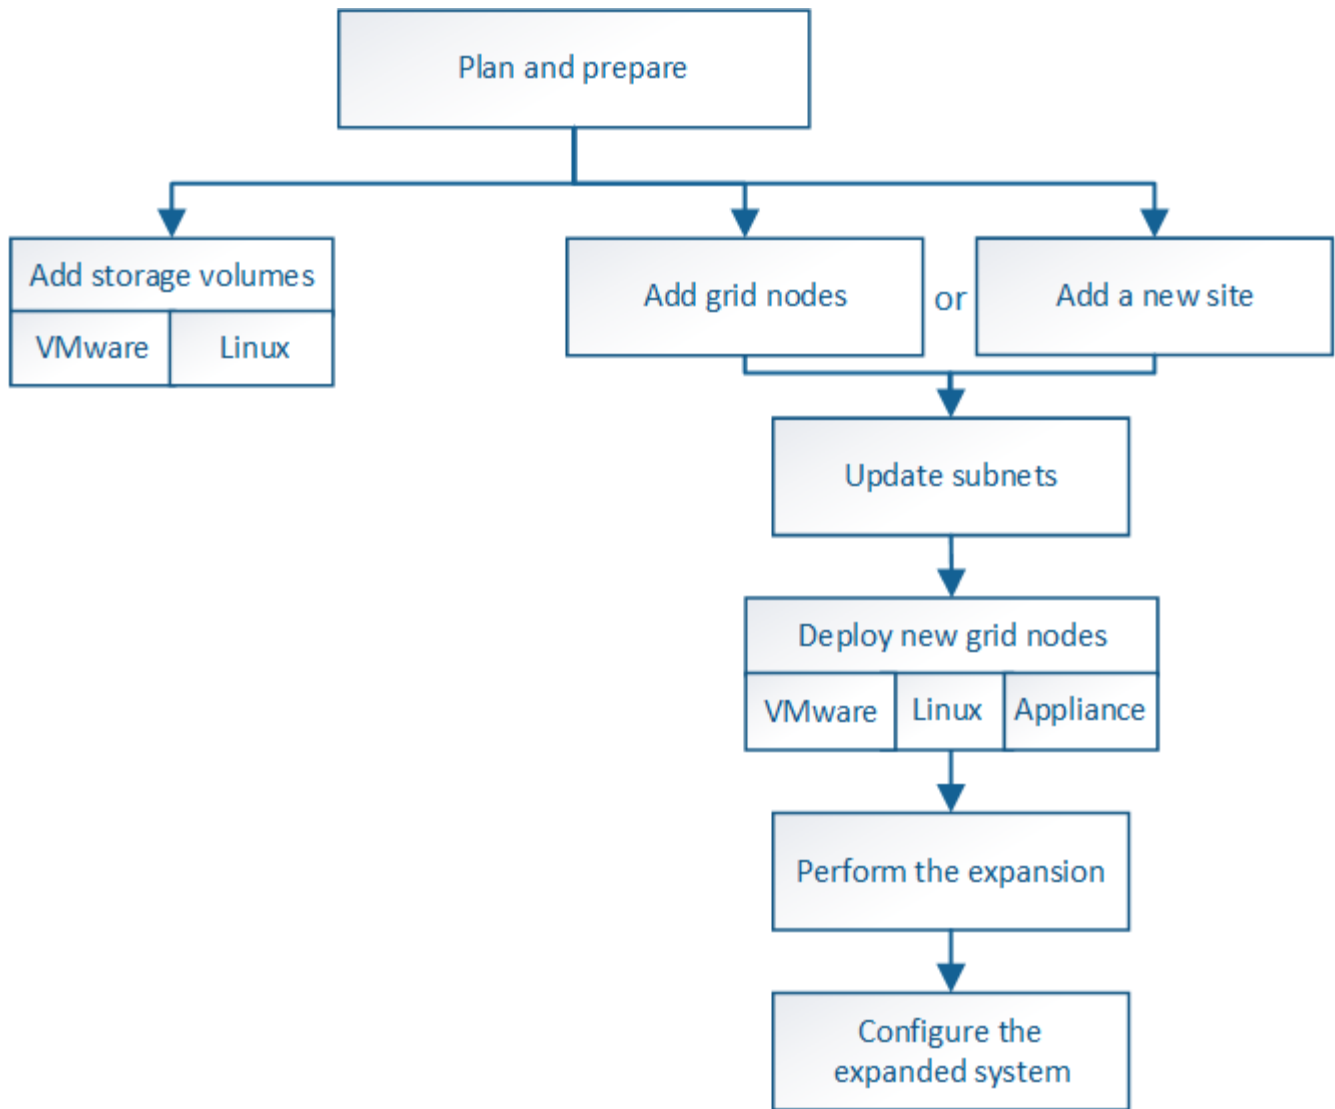 Plan and prepare
Add storage volumes
VMware
Linux
Add grid nodes
or
Add a new site
Update subnets
Deploy new grid nodes
VMware
Linux
Appliance
Perform the expansion
Configure the
expanded system